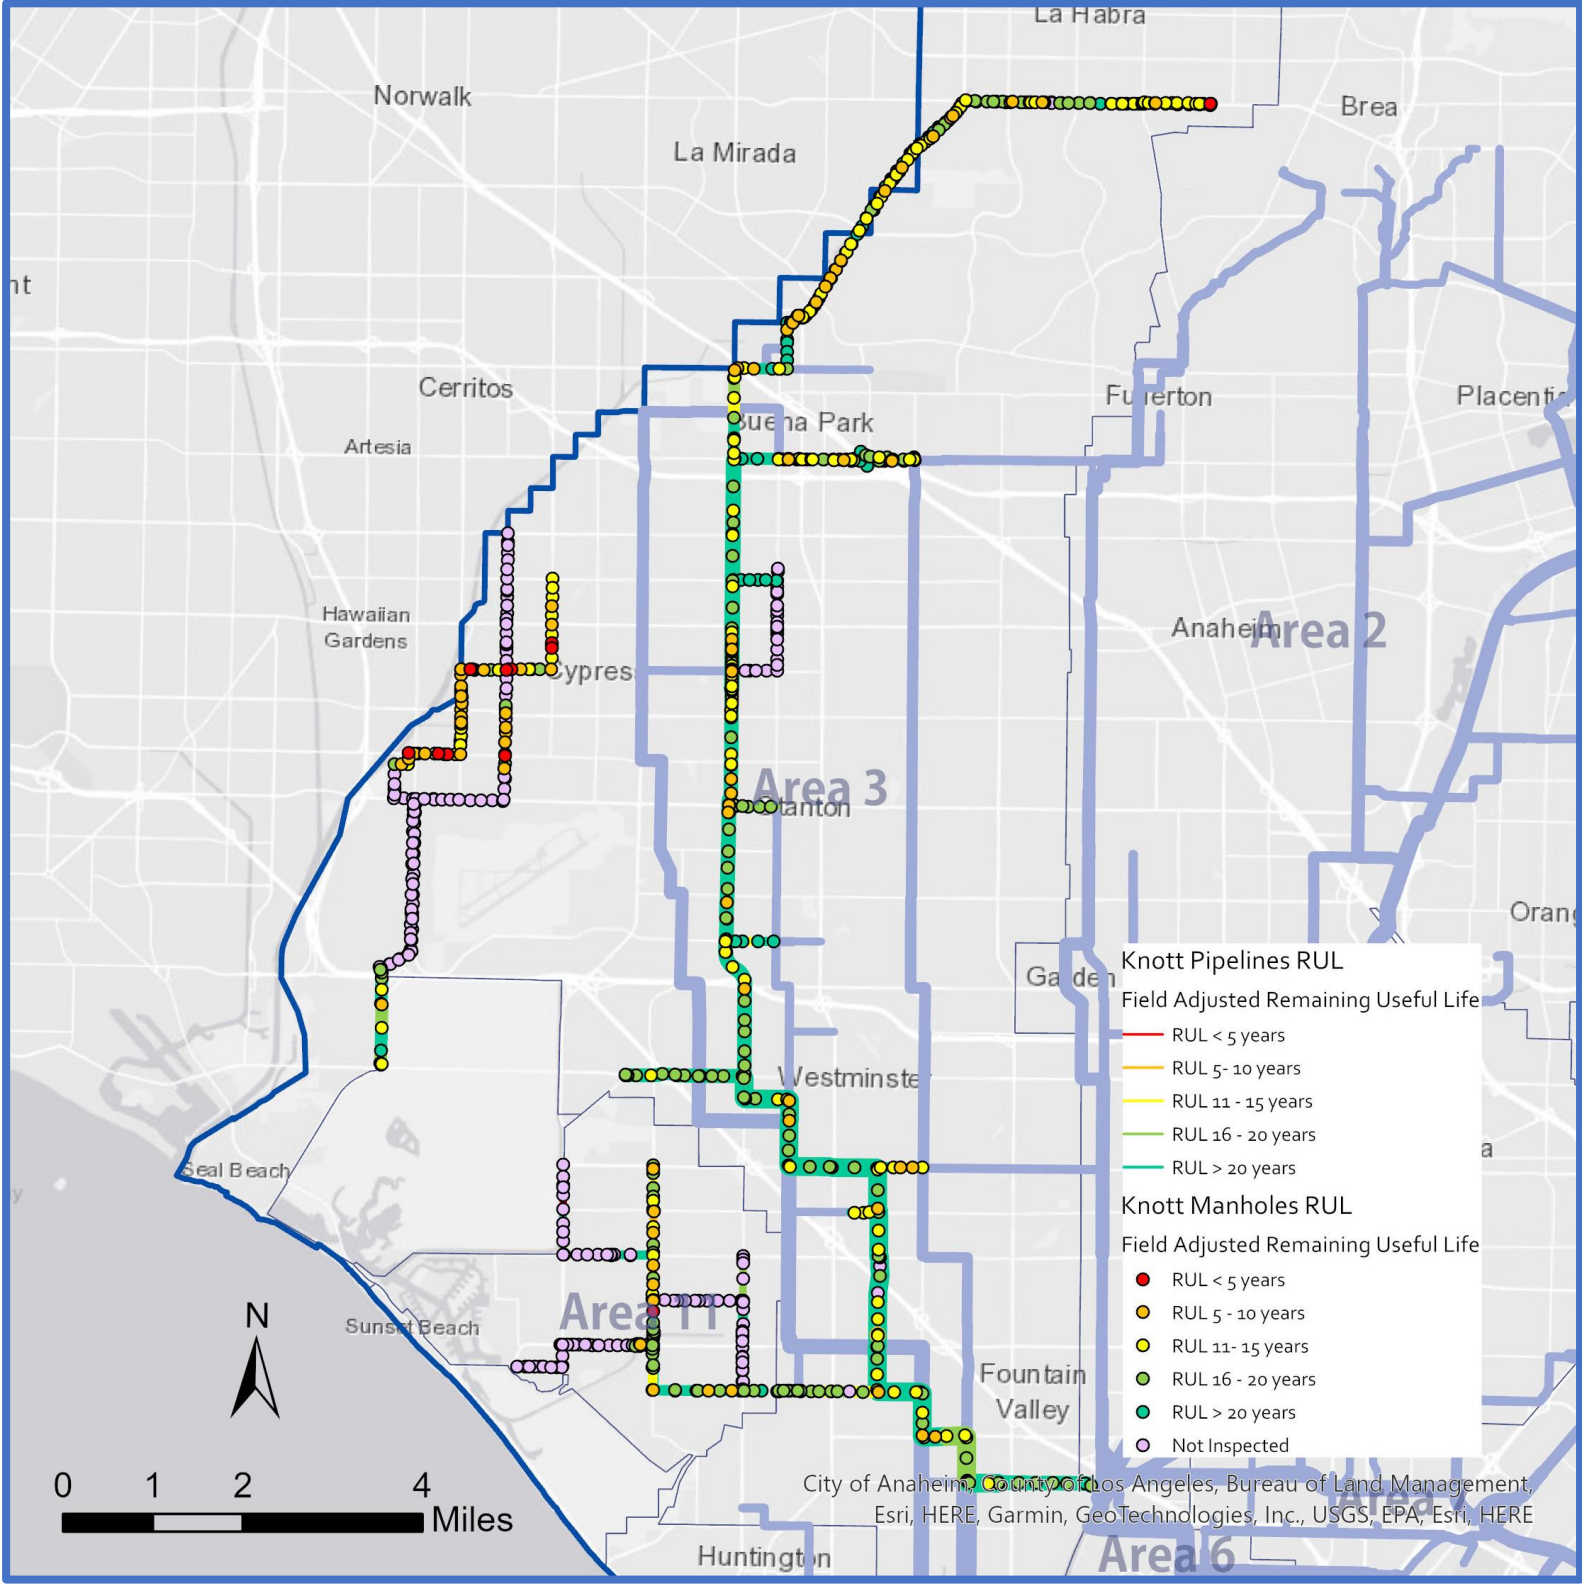 La Habra
Norwalk
Brea
La Mirada
nt
Cerritos
Fullerton
Placentia
Buena Park
Artesia
Hawaiian
Gardens
Anaheim
Area 2
Cypress
Area 3
Stanton
Orang
Garden
Westminster
Seal Beach
a
y
Area 11
Sunset Beach
Fountain
Valley
Huntington
Area 7
Area 6
N
0 1 2 4
Miles
Knott Pipelines RUL
Field Adjusted Remaining Useful Life
RUL < 5 years
RUL 5- 10 years
RUL 11 - 15 years
RUL 16 - 20 years
RUL > 20 years
Knott Manholes RUL
Field Adjusted Remaining Useful Life
RUL < 5 years
RUL 5 - 10 years
RUL 11- 15 years
RUL 16 - 20 years
RUL > 20 years
Not Inspected
City of Anaheim, County of Los Angeles, Bureau of Land Management,
Esri, HERE, Garmin, GeoTechnologies, Inc., USGS, EPA, Esri, HERE